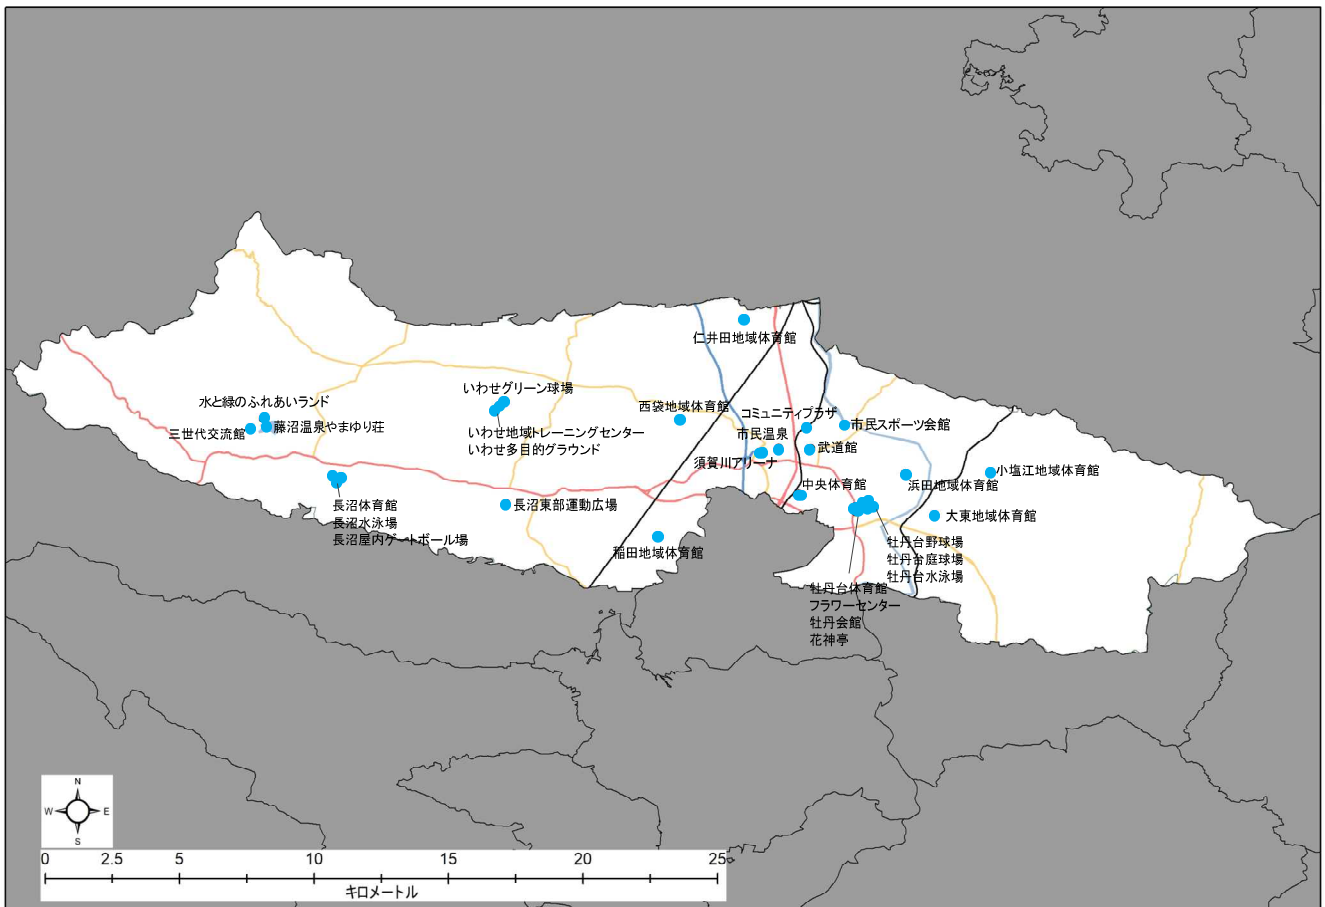 仁井田地域体育館
いわせグリーン球場
水と緑のふれあいランド
西袋地域体育館
コミュニティプラザ
三世代交流館
藤沼温泉やまゆり荘
いわせ地域トレーニングセンター
いわせ多目的グラウンド
市民温泉
市民スポーツ会館
武道館
須賀川アリーナ
小塩江地域体育館
中央体育館
浜田地域体育館
長沼体育館
長沼水泳場
長沼屋内ゲートボール場
長沼東部運動広場
大東地域体育館
稲田地域体育館
牡丹台野球場
牡丹台庭球場
牡丹台水泳場
牡丹台体育館
フラワーセンター
牡丹会館
花神亭
N
W E
S
0 2.5 5 10 15 20 25
キロメートル